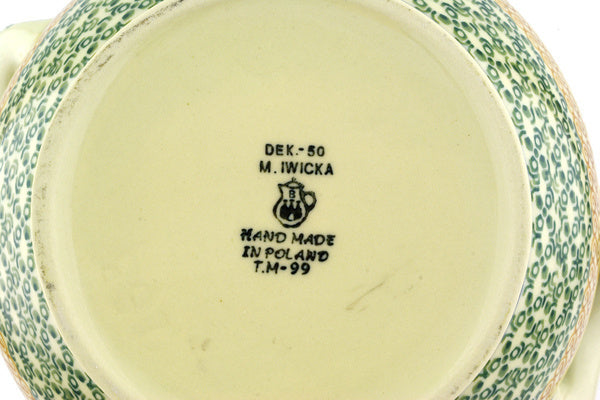 DEK.-50
M. IWICKA
B
HAND MADE
IN POLAND
T.M-99